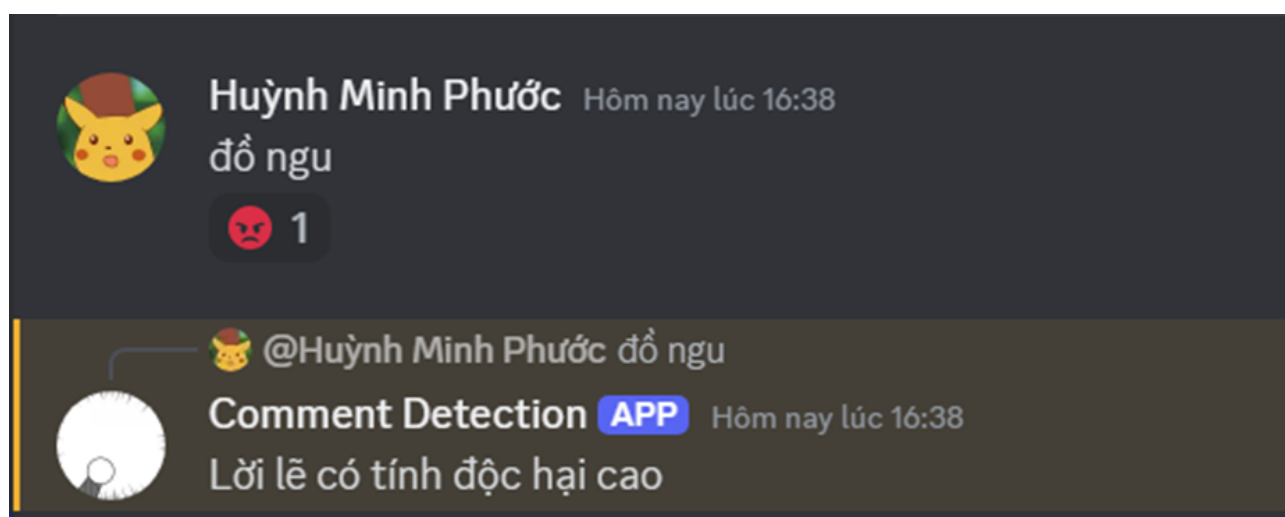 Huỳnh Minh Phước Hôm nay lúc 16:38
đồ ngu
1
@Huỳnh Minh Phước đồ ngu
Comment Detection APP Hôm nay lúc 16:38
Lời lẽ có tính độc hại cao